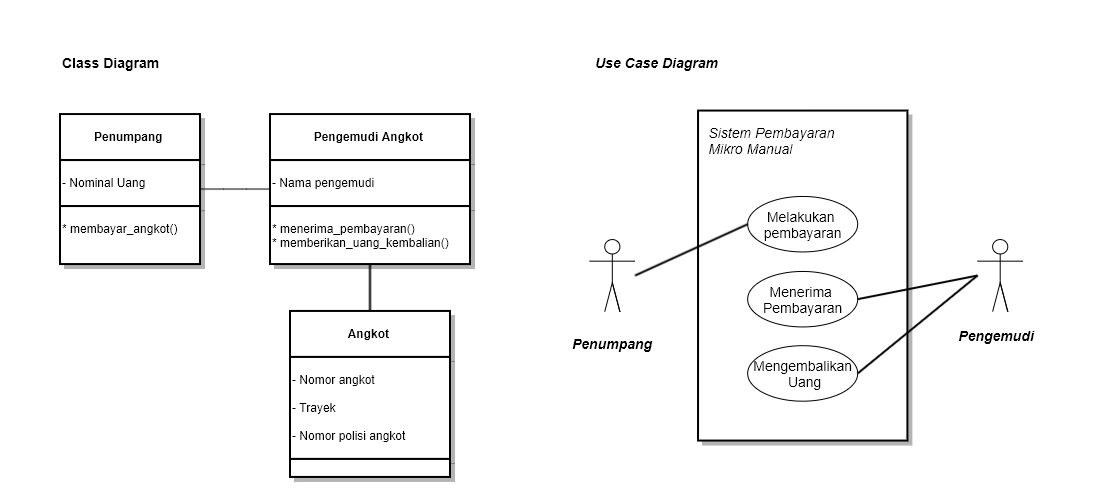 Class Diagram
Penumpang
- Nominal Uang
* membayar_angkot()
Pengemudi Angkot
- Nama pengemudi
* menerima_pembayaran()
* memberikan_uang_kembalian()
Angkot
- Nomor angkot
- Trayek
- Nomor polisi angkot
Use Case Diagram
Sistem Pembayaran
Mikro Manual
Melakukan
pembayaran
Menerima
Pembayaran
Mengembalikan
Uang
Penumpang
Pengemudi